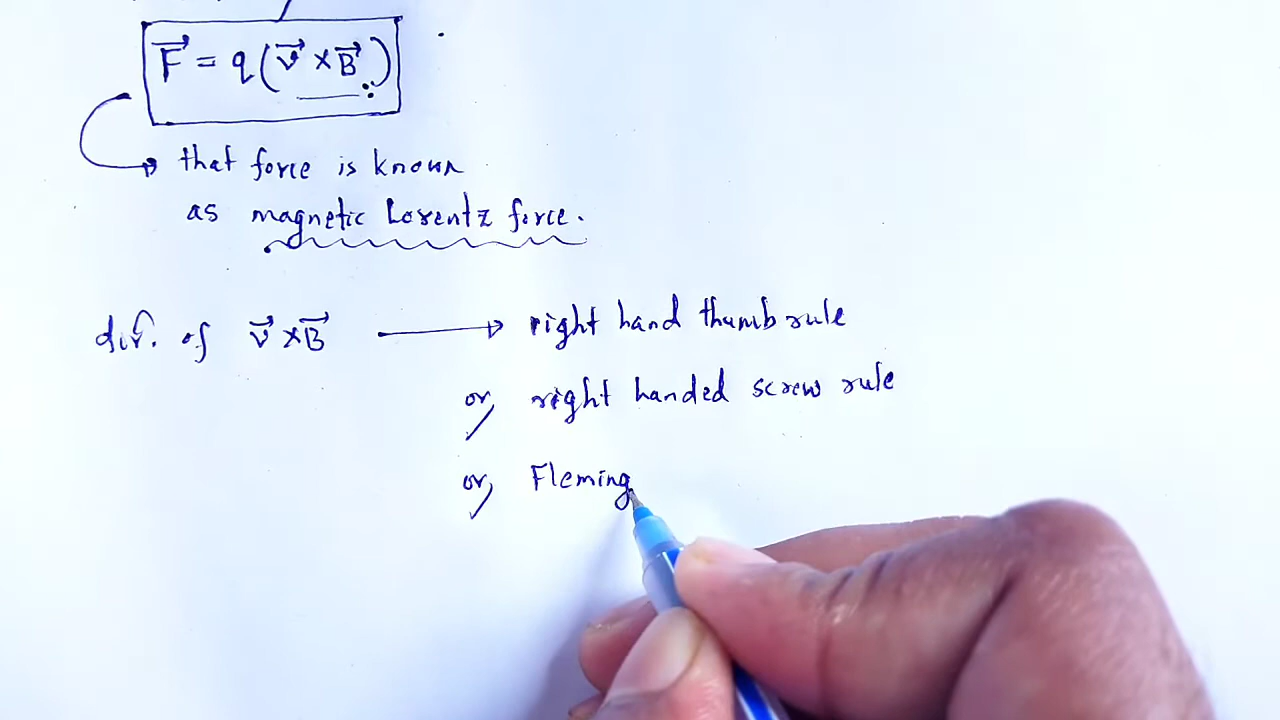 F⃗ = q(v⃗ × B⃗)
that force is known
as magnetic Lorentz force.
dir. of v⃗ × B⃗ → right hand thumb rule
or, right handed screw rule
or, Fleming